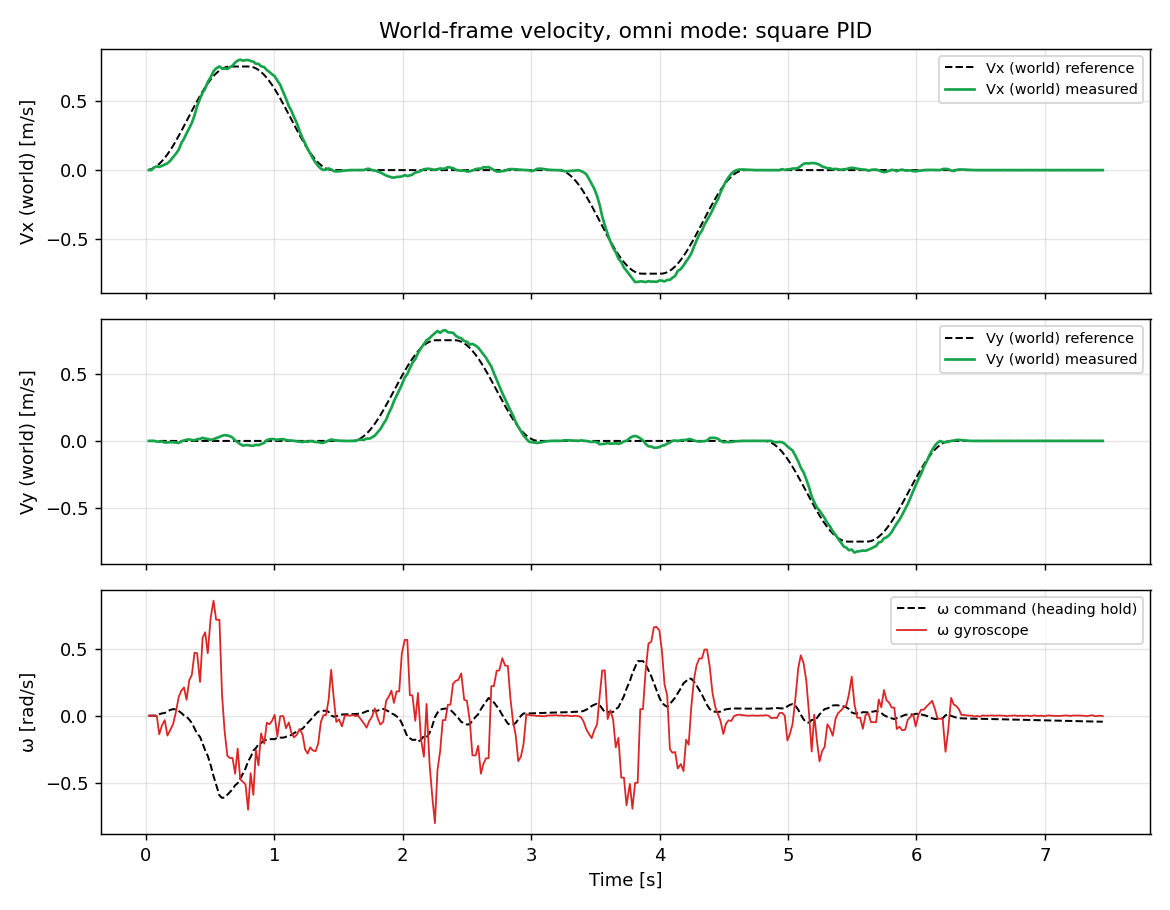 World-frame velocity, omni mode: square PID
Vx (world) [m/s]
0.5
0.0
−0.5
Vx (world) reference
Vx (world) measured
Vy (world) [m/s]
0.5
0.0
−0.5
Vy (world) reference
Vy (world) measured
ω [rad/s]
0.5
0.0
−0.5
ω command (heading hold)
ω gyroscope
0 1 2 3 4 5 6 7
Time [s]